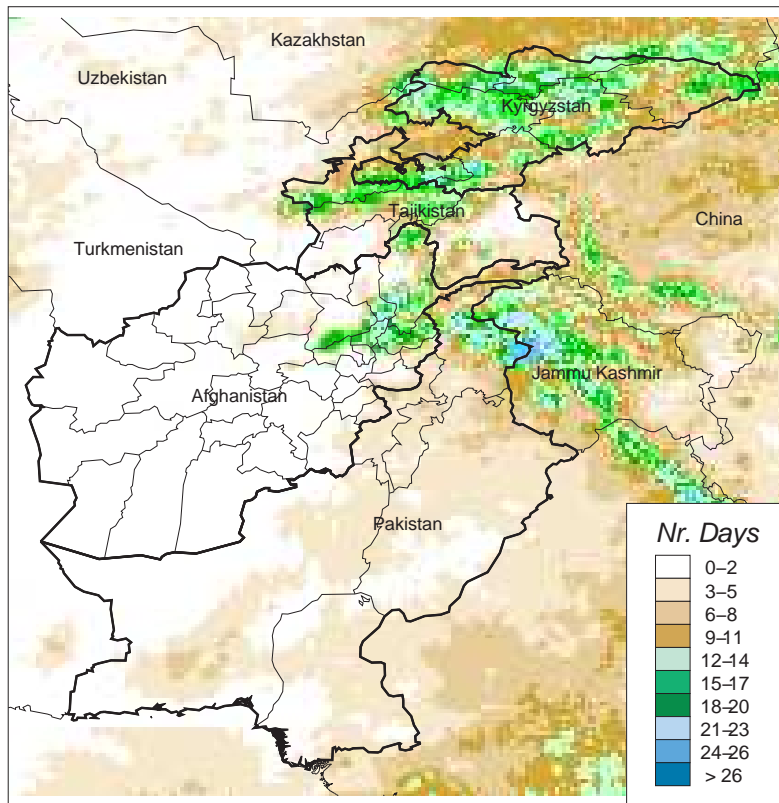 Kazakhstan
Uzbekistan
Kyrgyzstan
Tajikistan
China
Turkmenistan
Jammu Kashmir
Afghanistan
Pakistan
Nr. Days
0–2
3–5
6–8
9–11
12–14
15–17
18–20
21–23
24–26
> 26